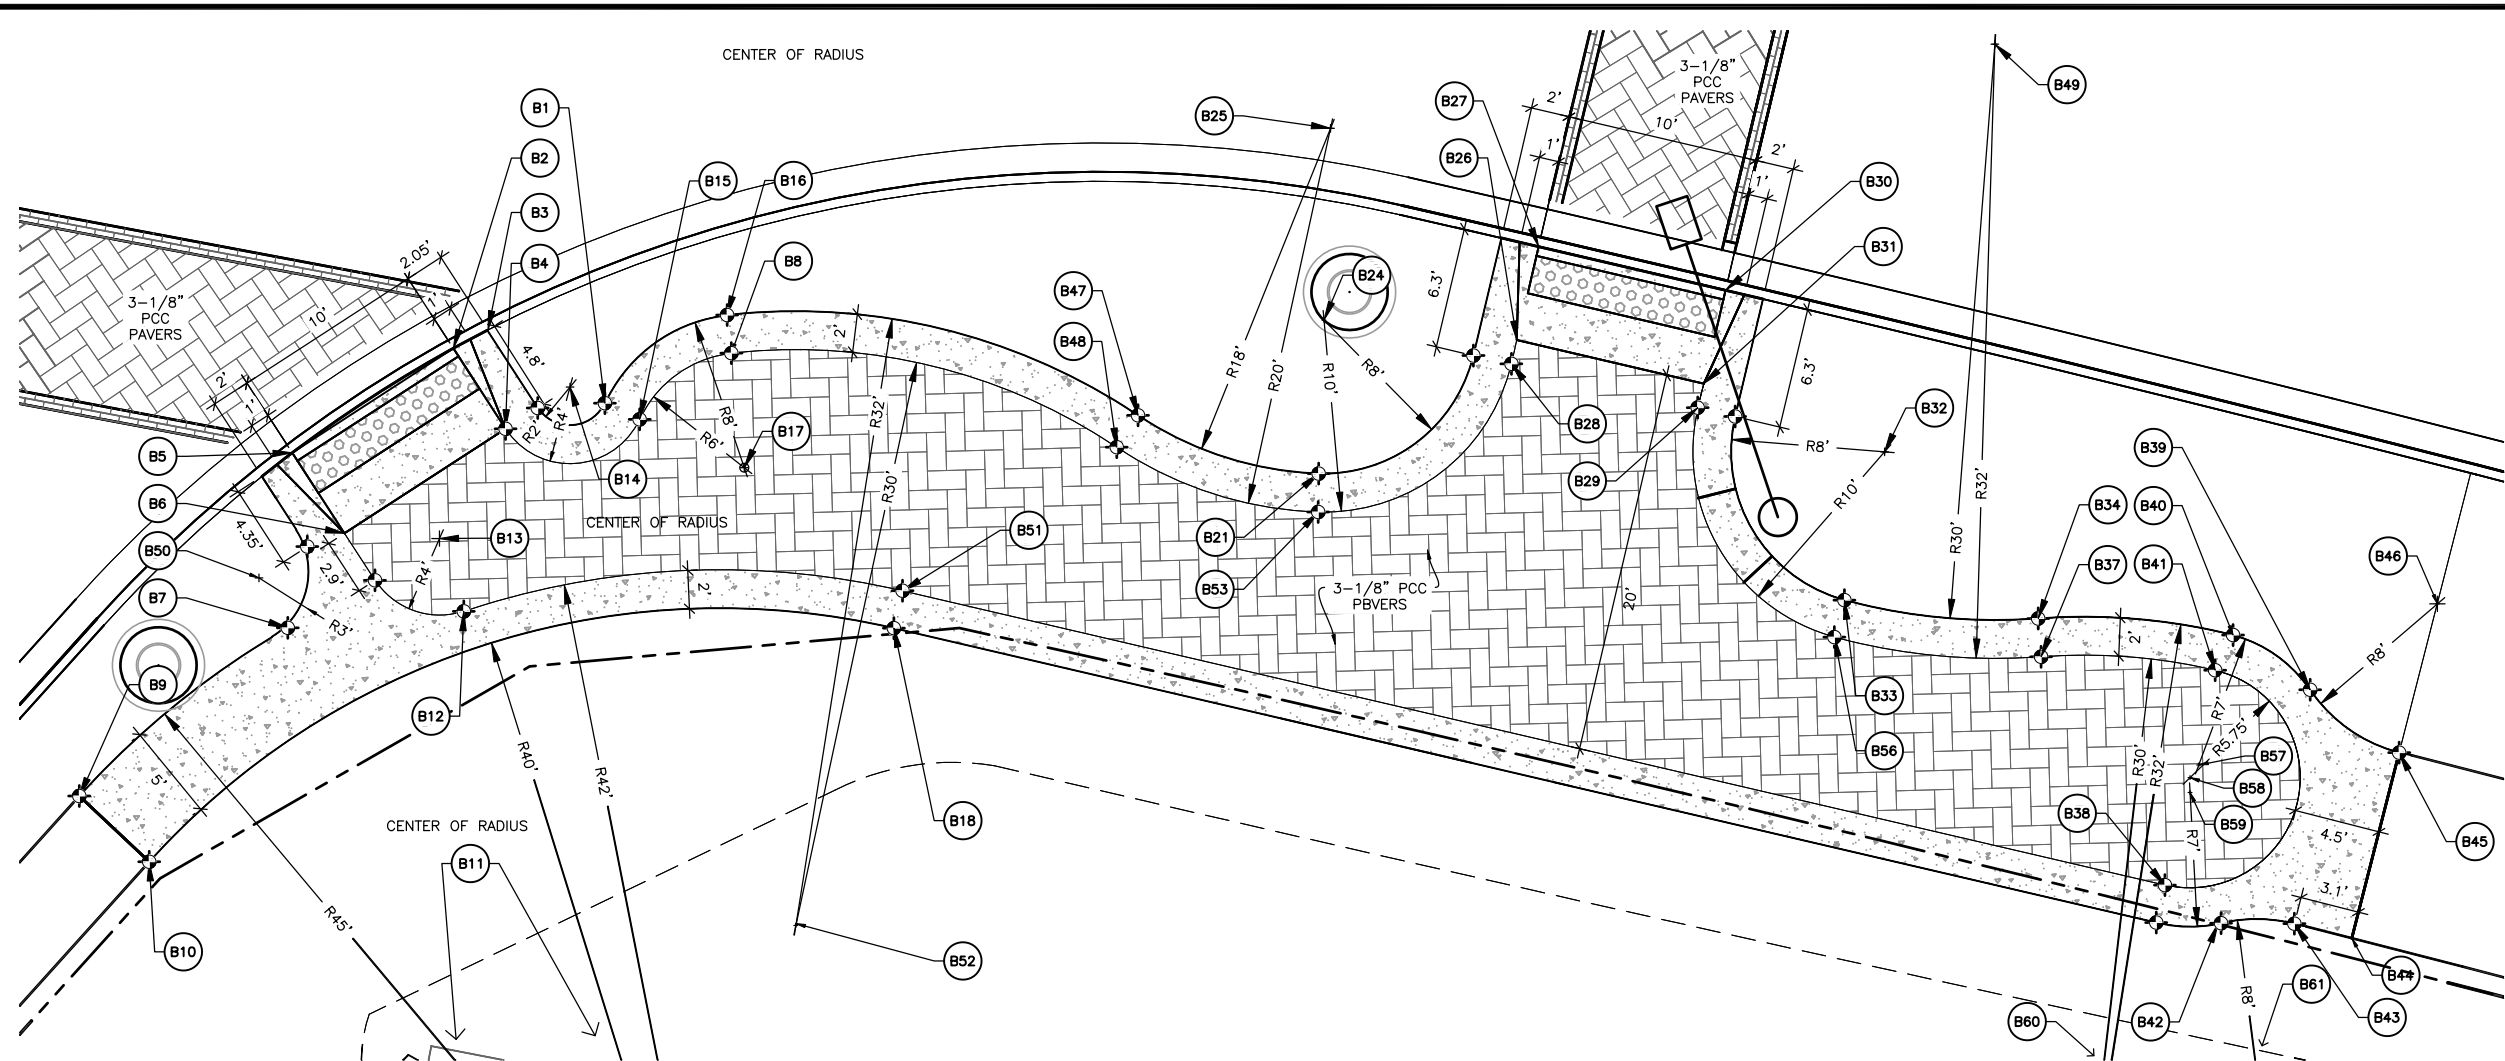 CENTER OF RADIUS
B1
B2
B3
B4
B15
B16
B8
B25
B27
B26
B24
B47
B48
3-1/8"
PCC
PAVERS
2'
10'
2'
1'
1'
B30
B31
B49
B32
3-1/8"
PCC
PAVERS
2.05'
1'
10'
2'
1'
4.8'
R2'
R4'
R8'
R6'
2'
R32'
R30'
R18'
R20'
R10'
R8'
6.3'
6.3'
R8'
R10'
R30'
R32'
B5
B6
B50
B7
B9
4.35'
2.9'
R3'
R4'
B14
B17
CENTER OF RADIUS
B13
B51
B21
B53
B28
B29
B39
B34
B40
B37
B41
B46
3-1/8" PCC
PBVERS
20'
2'
2'
R8'
B12
B33
B56
R7'
R5.75'
B57
B58
B59
R30'
R32'
B38
R7'
4.5'
3.1'
B45
5'
R40'
R42'
R45'
CENTER OF RADIUS
B11
B10
B18
B52
B44
B61
B43
B42
B60
R8'